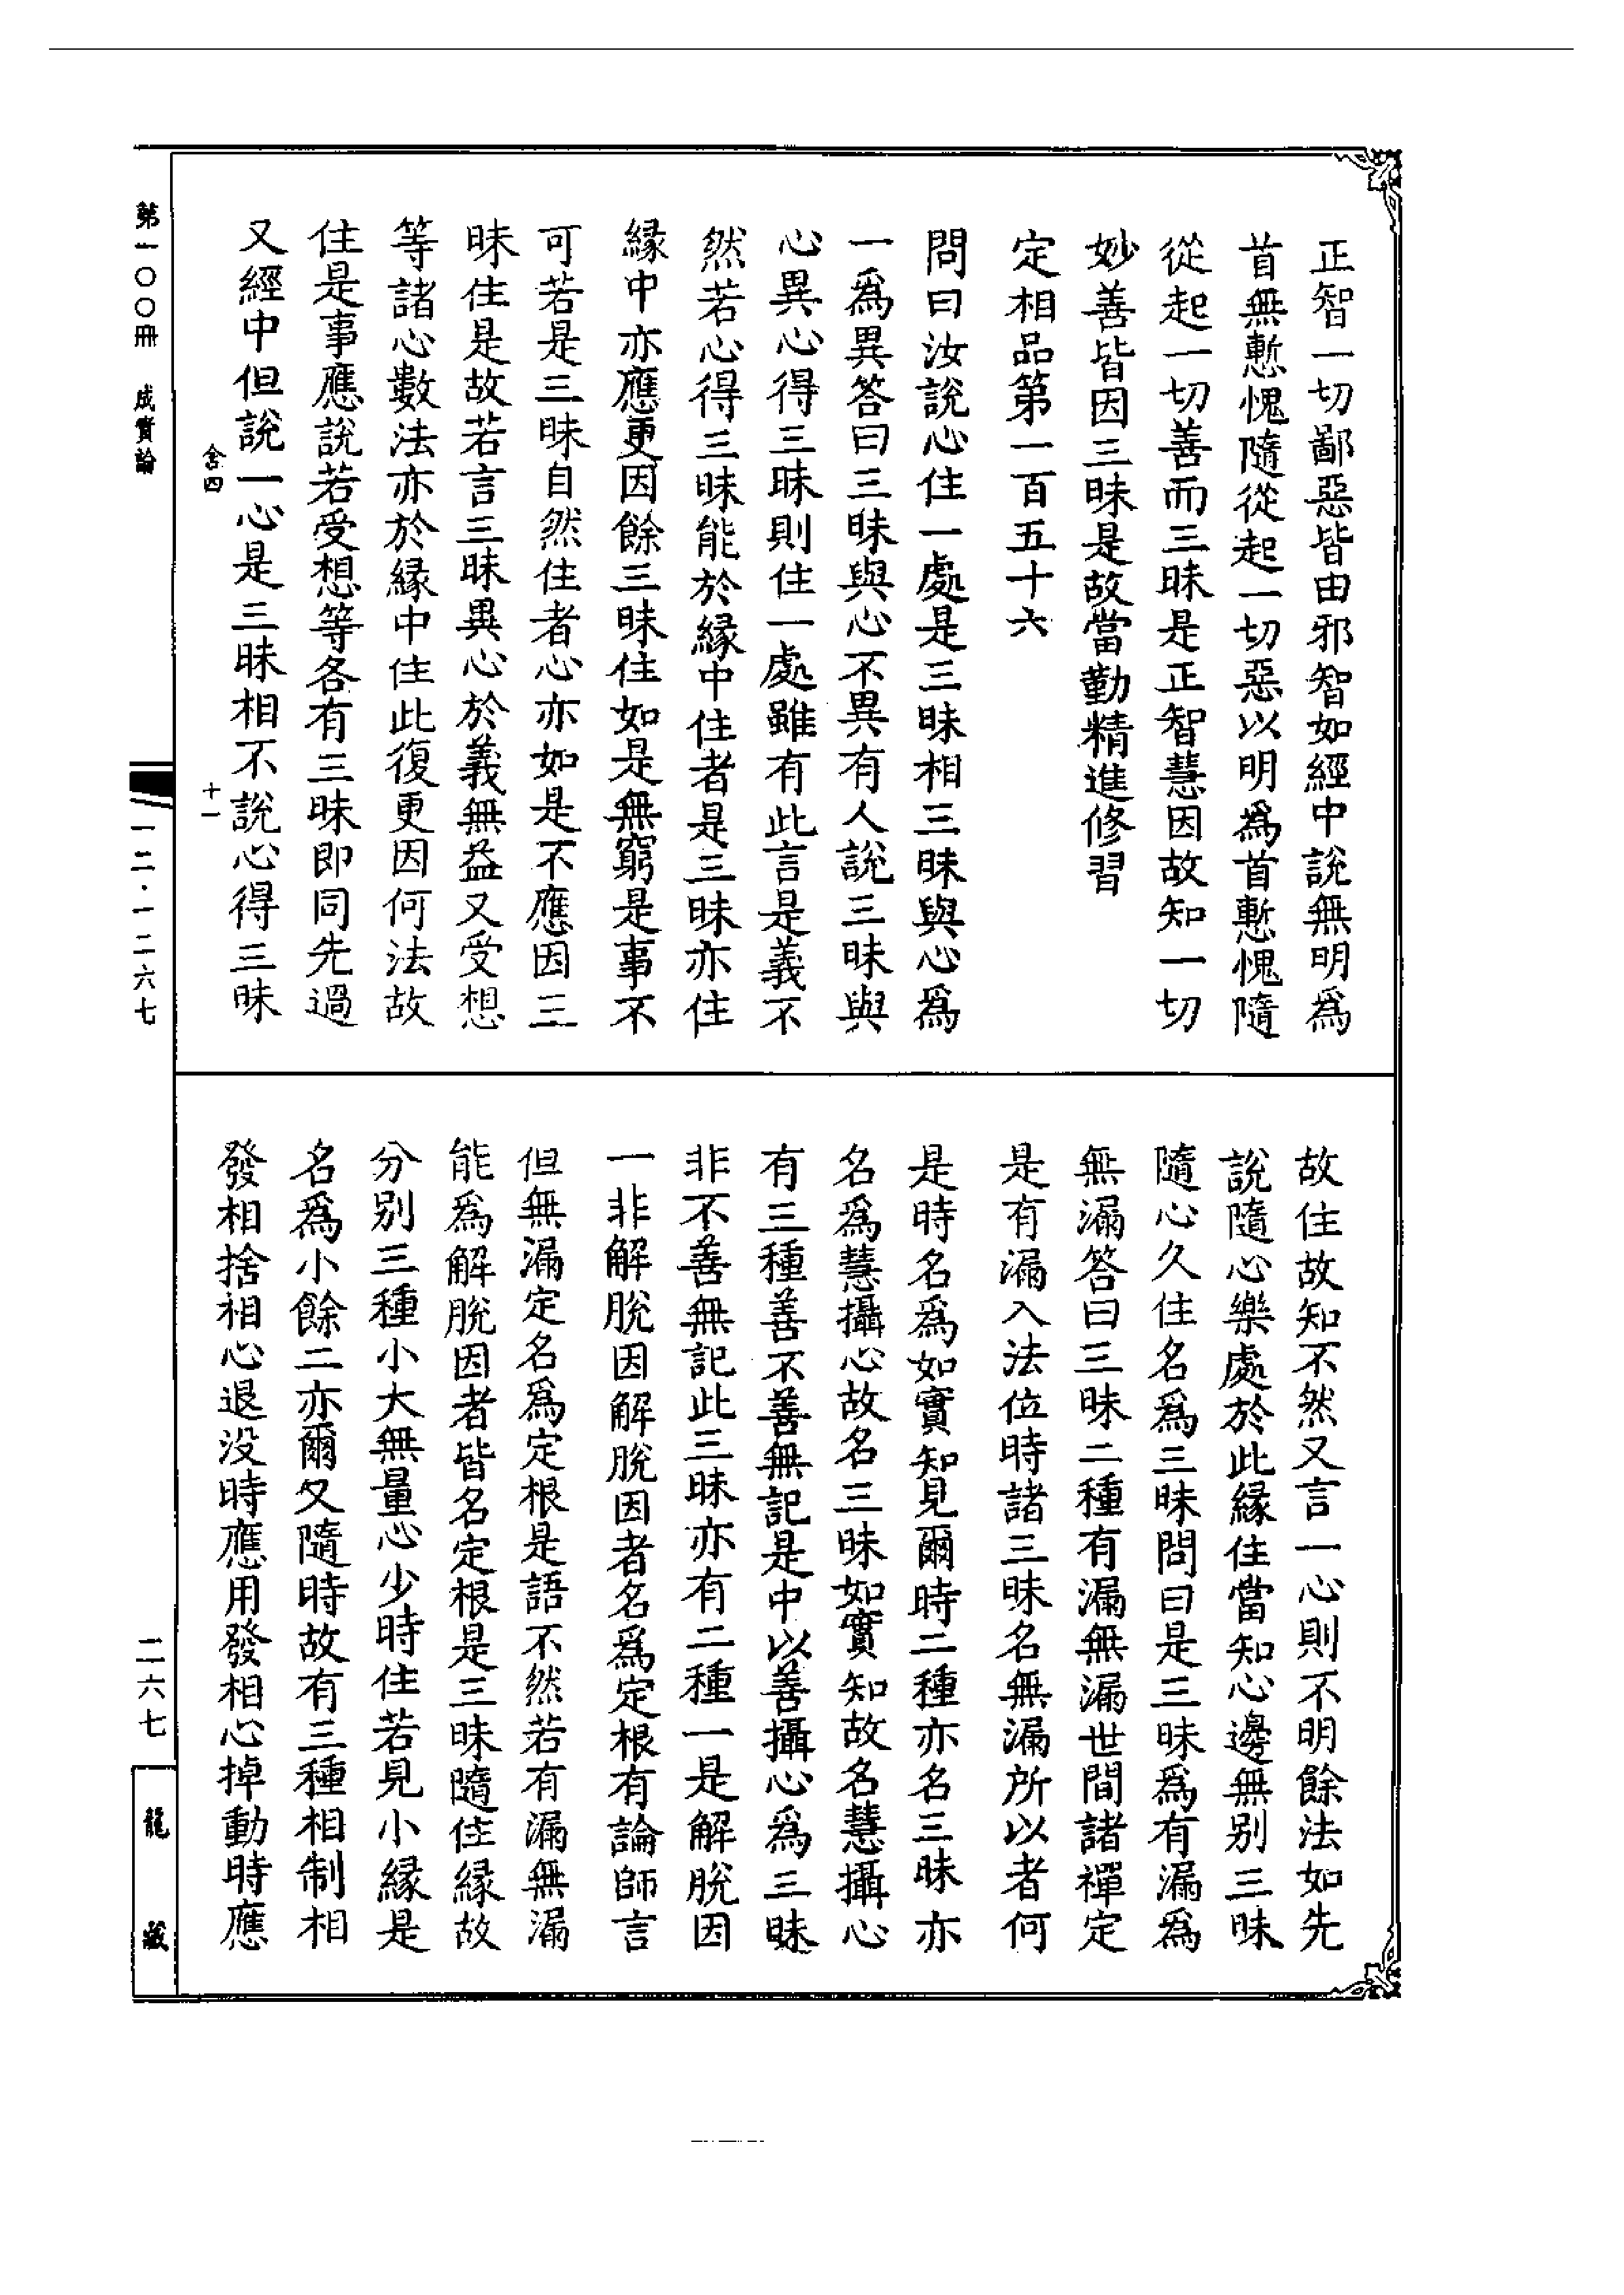 正智一切鄙惡皆由邪智如經中說無明爲
首無慙愧隨從起一切惡以明爲首慙愧隨
從起一切善而三昧是正智慧因故知一切
妙善皆因三昧是故當勤精進修習
定相品第一百五十六
問曰汝說心住一處是三昧相三昧與心爲
一爲異答曰三昧與心不異有人說三昧與
心異心得三昧則住一處雖有此言是義不
然若心得三昧能於緣中住者是三昧亦住
緣中亦應更因餘三昧住如是無窮是事不
可若是三昧自然住者心亦如是不應因三
昧住是故若言三昧異心於義無益又受想
等諸心數法亦於緣中住此復更因何法故
住是事應說若受想等各有三昧即同先過
又經中但說一心是三昧相不說心得三昧
舍四
十一
故住故知不然又言一心則不明餘法如先
說隨心樂處於此緣住當知心邊無別三昧
隨心久住名爲三昧問曰是三昧爲有漏爲
無漏答曰三昧二種有漏無漏世間諸禪定
是有漏入法位時諸三昧名無漏所以者何
是時名爲如實知見爾時二種亦名三昧亦
名爲慧攝心故名三昧如實知故名慧攝心
有三種善不善無記是中以善攝心爲三昧
非不善無記此三昧亦有二種一是解脫因
一非解脫因解脫因者名爲定根有論師言
但無漏定名爲定根是語不然若有漏無漏
能爲解脫因者皆名定根是三昧隨住緣故
分別三種小大無量心少時住若見小緣是
名爲小餘二亦爾又隨時故有三種相制相
發相捨相心退没時應用發相心掉動時應
第一〇〇冊 成實論
一二·一二六七
二六七
龍藏